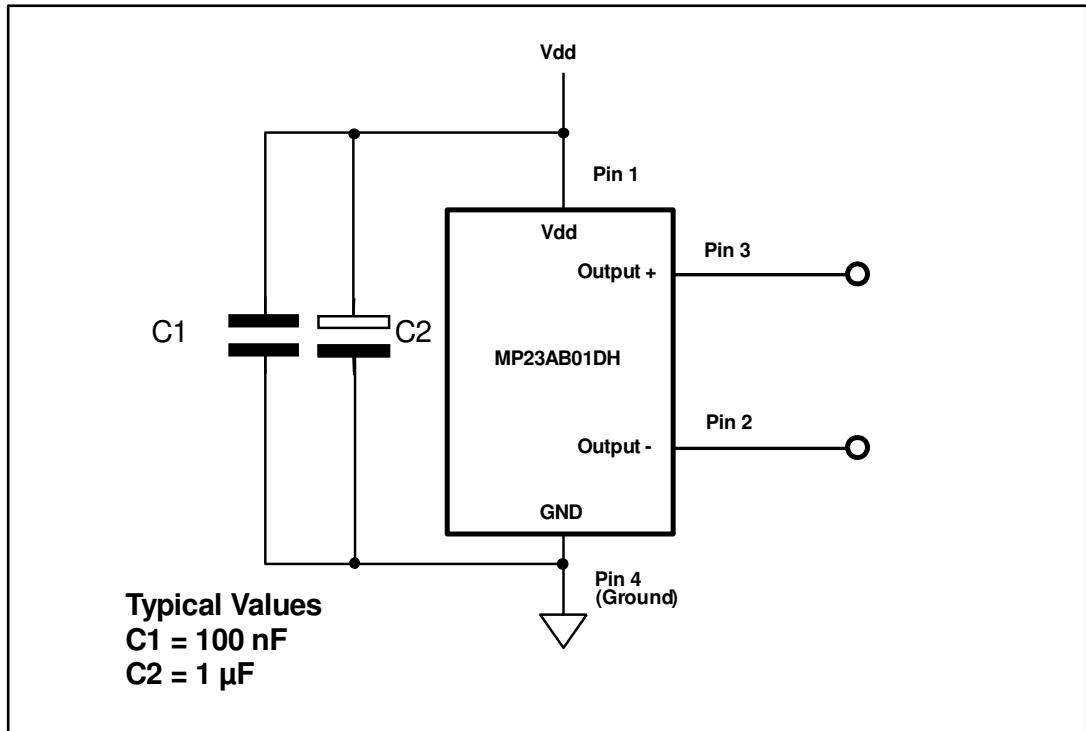 Vdd
Pin 1
Vdd
Output +
Pin 3
C1
C2
MP23AB01DH
Pin 2
Output -
GND
Pin 4
(Ground)
Typical Values
C1 = 100 nF
C2 = 1 µF